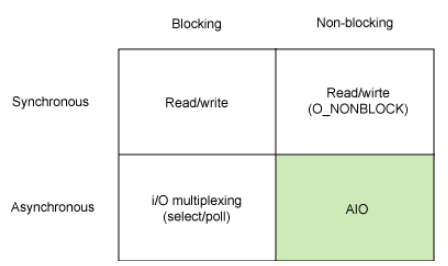 Blocking
Non-blocking
Synchronous
Read/write
Read/wirte
(O_NONBLOCK)
Asynchronous
i/O multiplexing
(select/poll)
AIO